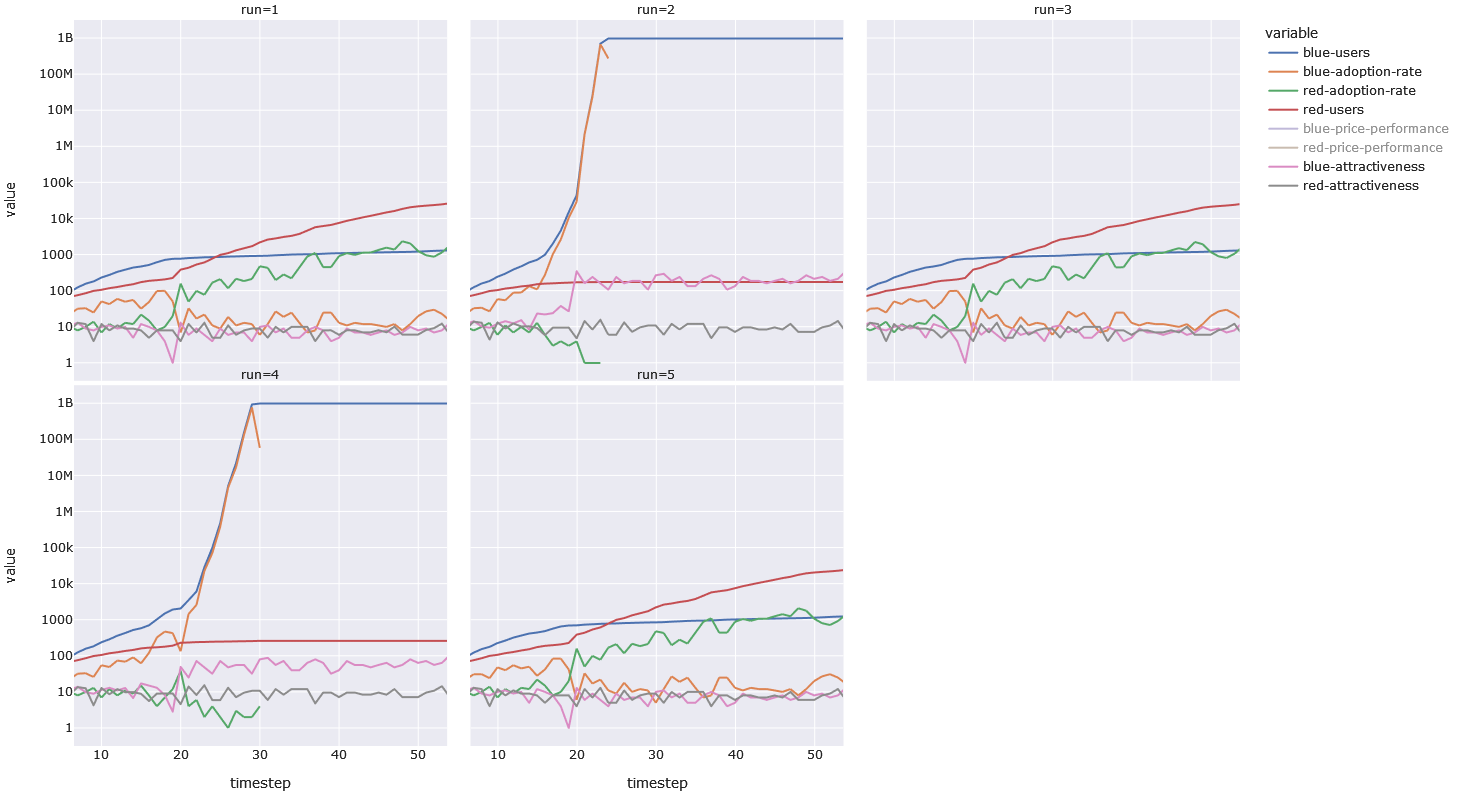 run=1
run=2
run=3
variable
blue-users
blue-adoption-rate
red-adoption-rate
red-users
blue-price-performance
red-price-performance
blue-attractiveness
red-attractiveness
1B
100M
10M
1M
100k
10k
1000
100
10
1
value
run=4
run=5
1B
100M
10M
1M
100k
10k
1000
100
10
1
value
10 20 30 40 50
10 20 30 40 50
timestep
timestep